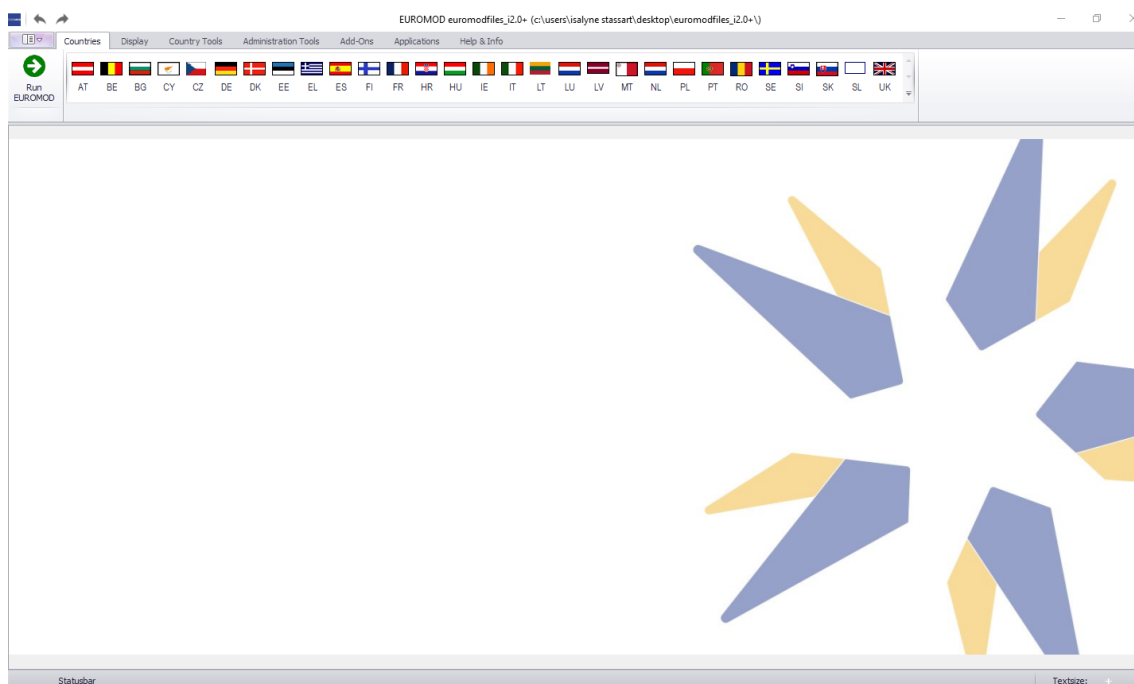 EUROMOD euromodfiles_i2.0+ (c:\users\isalyne stassart\desktop\euromodfiles_i2.0+\)
Countries Display Country Tools Administration Tools Add-Ons Applications Help & Info
Run EUROMOD
AT BE BG CY CZ DE DK EE EL ES FI FR HR HU IE IT LT LU LV MT NL PL PT RO SE SI SK SL UK
Statusbar Textsize: +